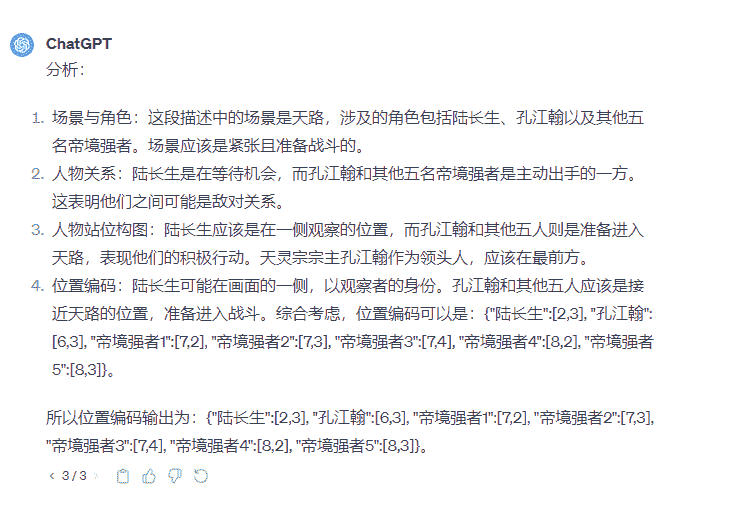 ChatGPT
分析：
1. 场景与角色：这段描述中的场景是天路，涉及的角色包括陆长生、孔江翰以及其他五
名帝境强者。场景应该是紧张且准备战斗的。
2. 人物关系：陆长生是在等待机会，而孔江翰和其他五名帝境强者是主动出手的一方。
这表明他们之间可能是敌对关系。
3. 人物站位构图：陆长生应该是在一侧观察的位置，而孔江翰和其他五人则是准备进入
天路，表现他们的积极行动。天灵宗宗主孔江翰作为领头人，应该在最前方。
4. 位置编码：陆长生可能在画面的一侧，以观察者的身份。孔江翰和其他五人应该是接
近天路的位置，准备进入战斗。综合考虑，位置编码可以是：{"陆长生":[2,3], "孔江翰":
[6,3], "帝境强者1":[7,2], "帝境强者2":[7,3], "帝境强者3":[7,4], "帝境强者4":[8,2], "帝境强者
5":[8,3]}。
所以位置编码输出为：{"陆长生":[2,3], "孔江翰":[6,3], "帝境强者1":[7,2], "帝境强者2":[7,3],
"帝境强者3":[7,4], "帝境强者4":[8,2], "帝境强者5":[8,3]}。
3 / 3